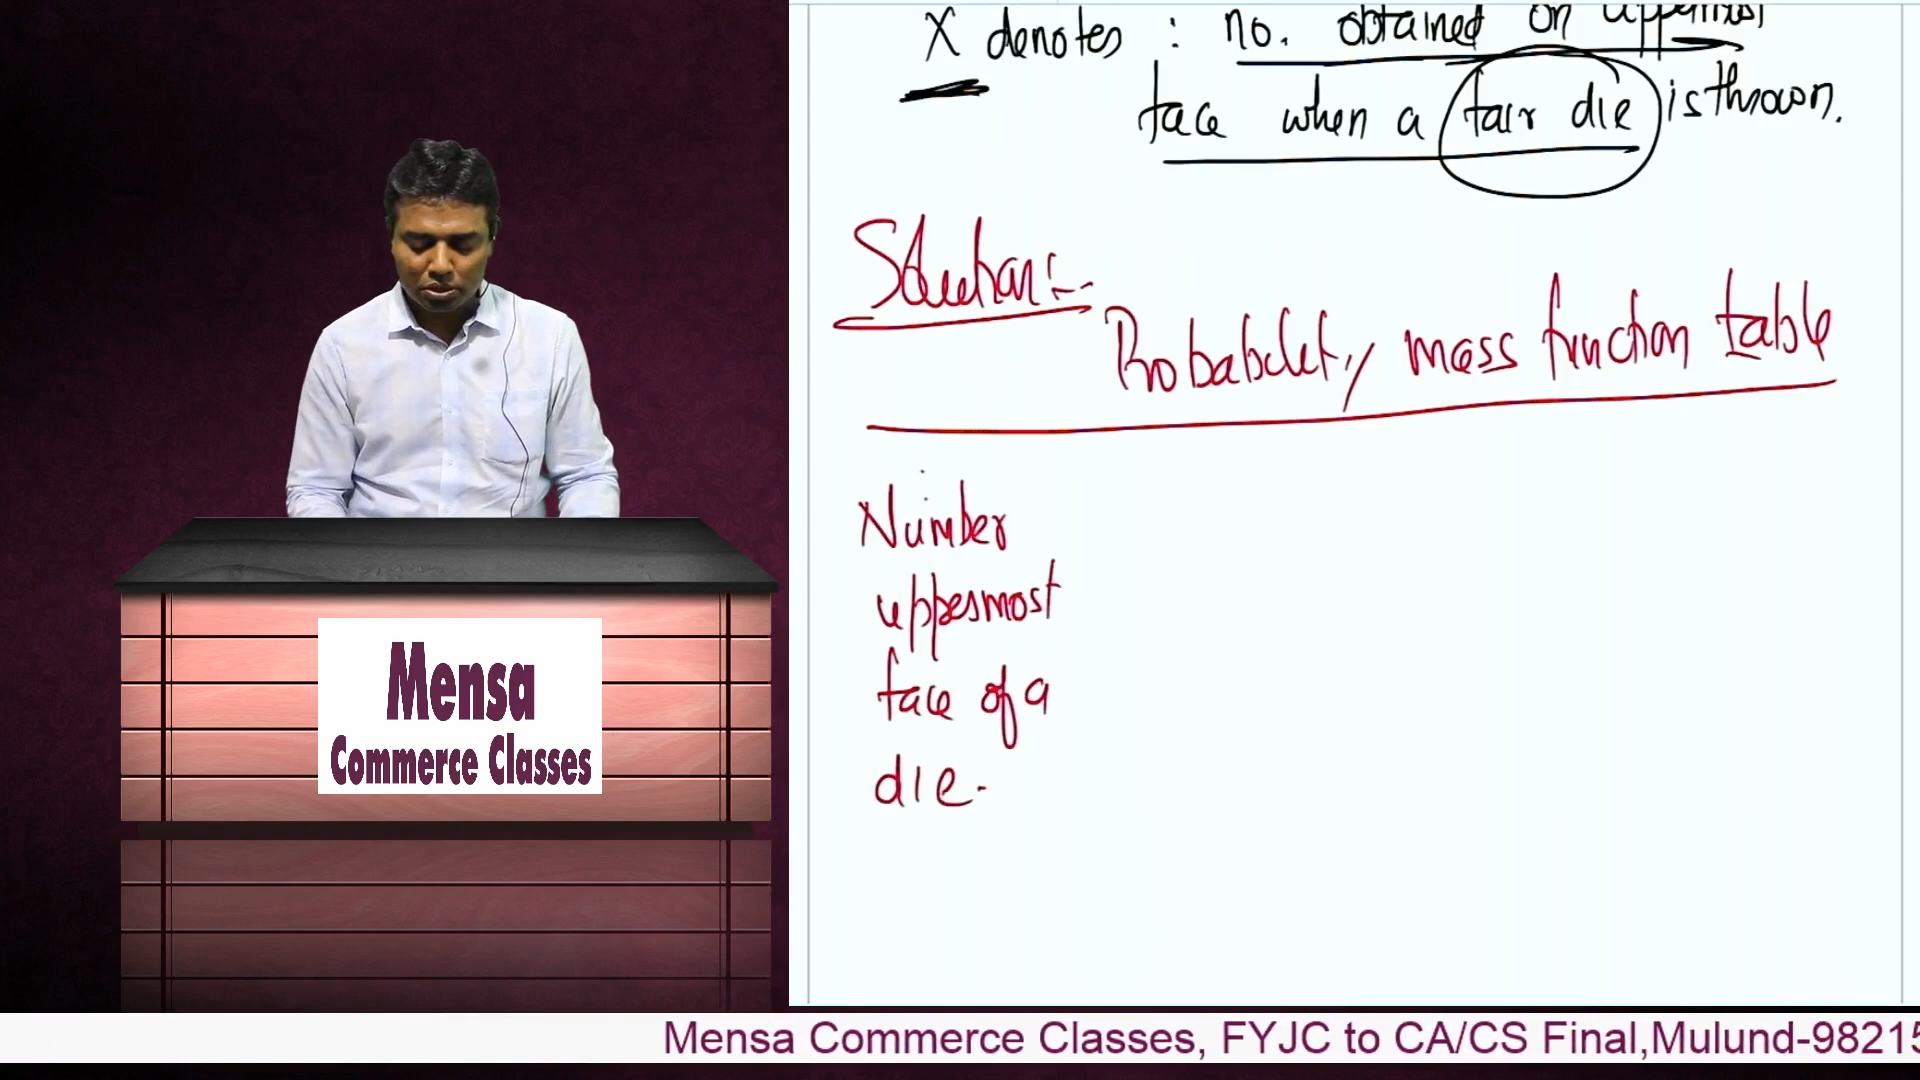 X denotes : no. obtained on uppermost
face when a fair die is thrown.
Solution:-
Probability mass function table
Number
uppermost
face of a
die.
Mensa
Commerce Classes
Mensa Commerce Classes, FYJC to CA/CS Final,Mulund-98215